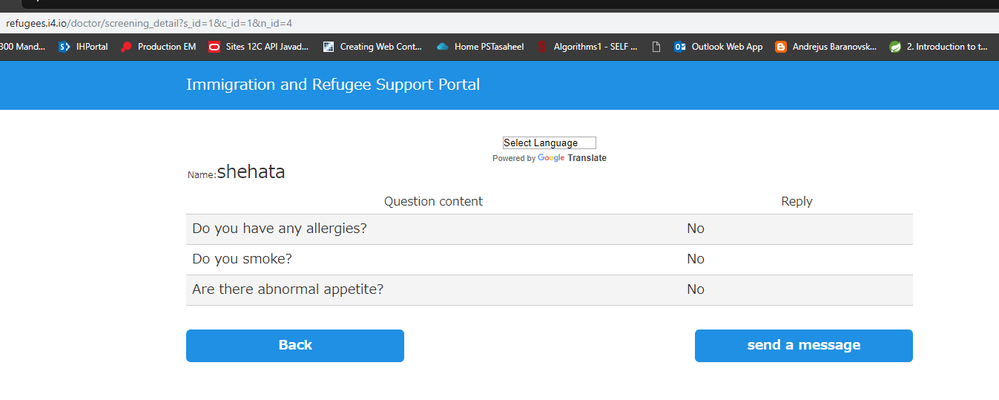 refugees.i4.io/doctor/screening_detail?s_id=1&c_id=1&n_id=4
300 Mand... IHPortal Production EM Sites 12C API Javad... Creating Web Cont... Home PSTasaheel Algorithms1 - SELF ... Outlook Web App Andrejus Baranovsk... 2. Introduction to t...
Immigration and Refugee Support Portal
Select Language
Powered by Google Translate
Name:shehata
Question content Reply
Do you have any allergies? No
Do you smoke? No
Are there abnormal appetite? No
Back send a message